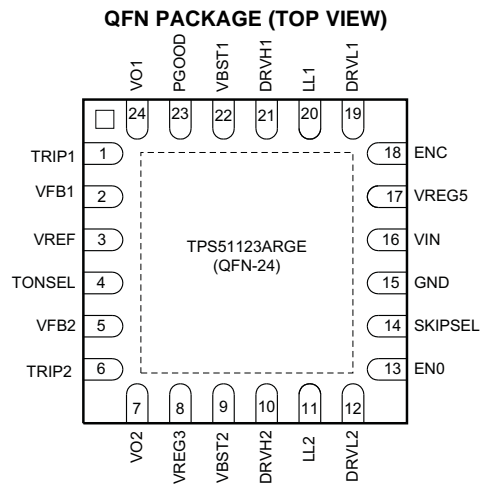 QFN PACKAGE (TOP VIEW)
VO1
PGOOD
VBST1
DRVH1
LL1
DRVL1
24
23
22
21
20
19
TRIP1
1
18
ENC
VFB1
2
17
VREG5
VREF
3
16
VIN
TPS51123ARGE
(QFN-24)
TONSEL
4
15
GND
VFB2
5
14
SKIPSEL
TRIP2
6
13
EN0
7
8
9
10
11
12
VO2
VREG3
VBST2
DRVH2
LL2
DRVL2